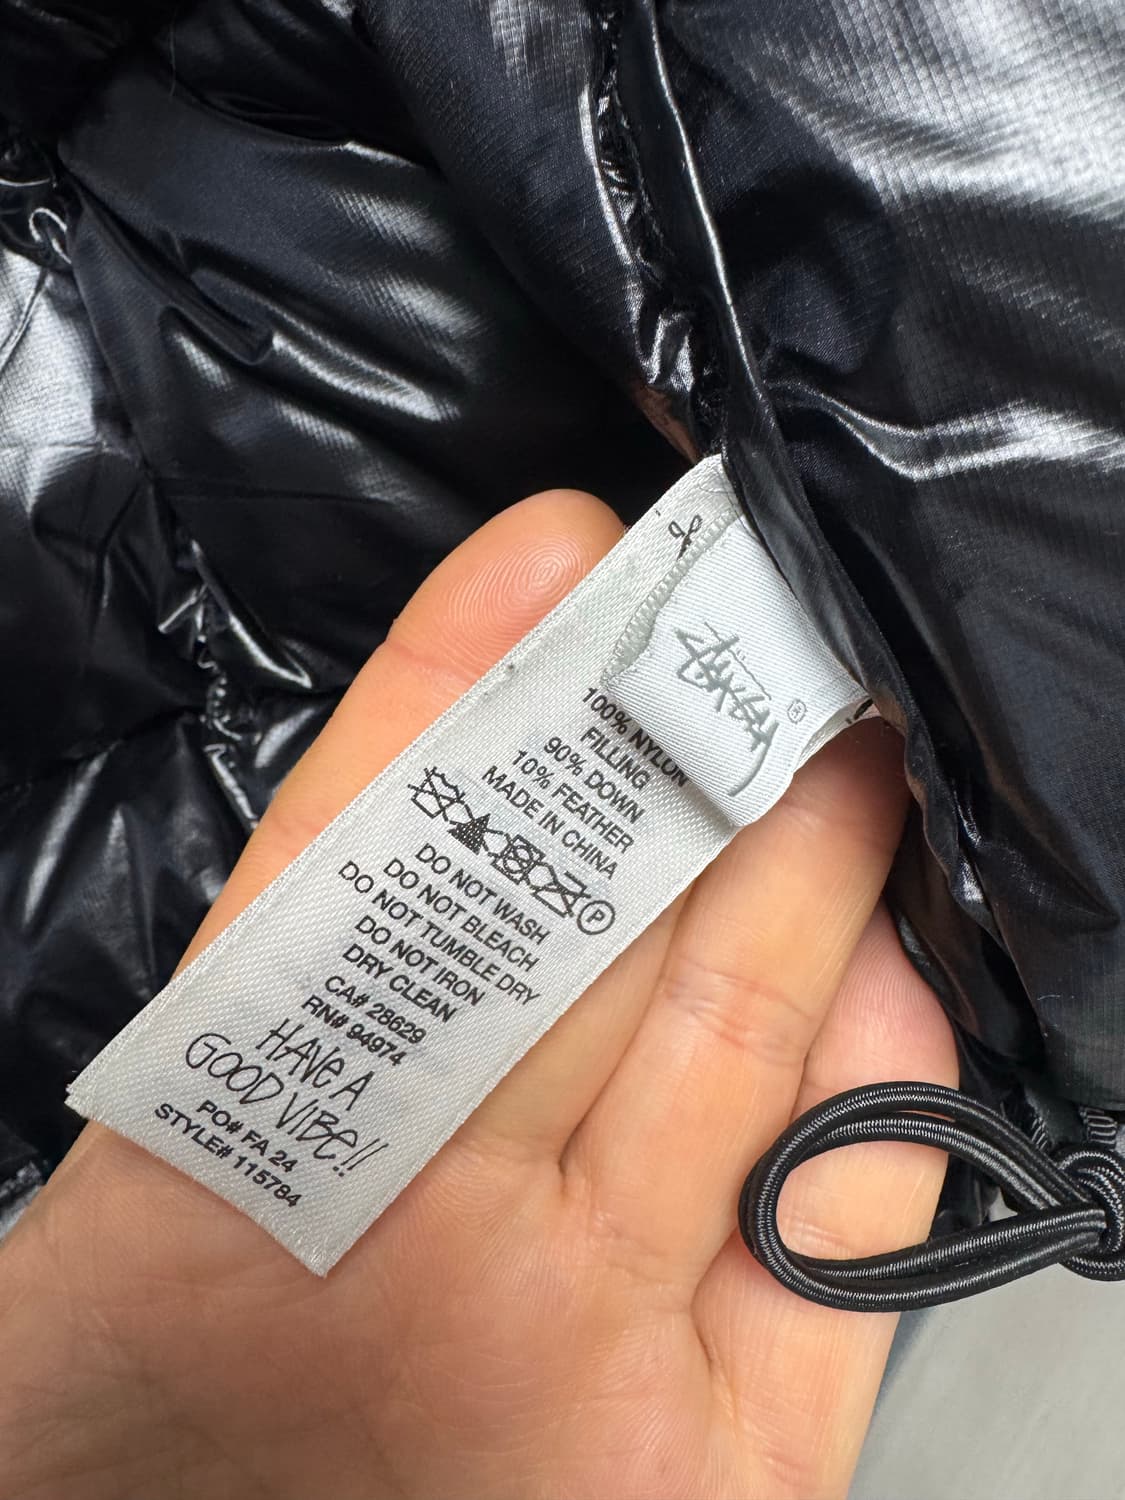 Stüssy
®
100% NYLON
FILLING
90% DOWN
10% FEATHER
MADE IN CHINA
P
DO NOT WASH
DO NOT BLEACH
DO NOT TUMBLE DRY
DO NOT IRON
DRY CLEAN
CA# 28629
RN# 94974
HAVE A
GOOD VIBE!!
PO# FA 24
STYLE# 115784